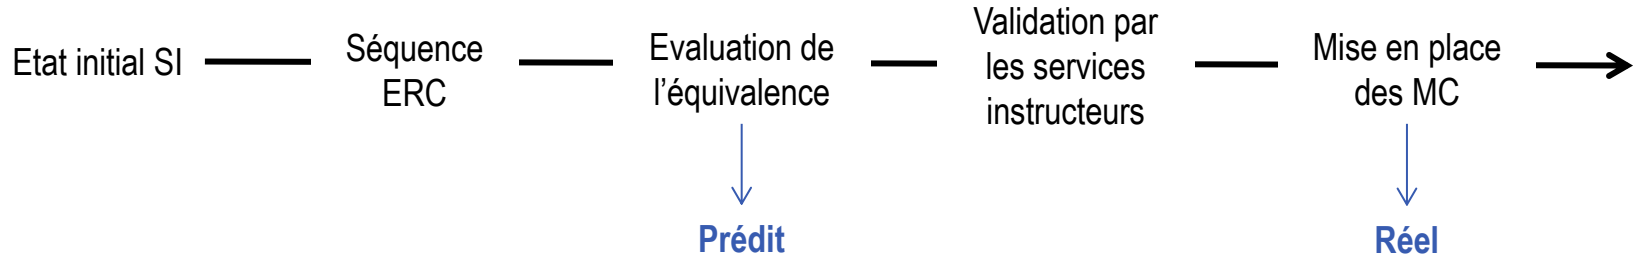 Etat initial SI
Séquence
ERC
Evaluation de
l’équivalence
Validation par
les services
instructeurs
Mise en place
des MC
Prédit
Réel